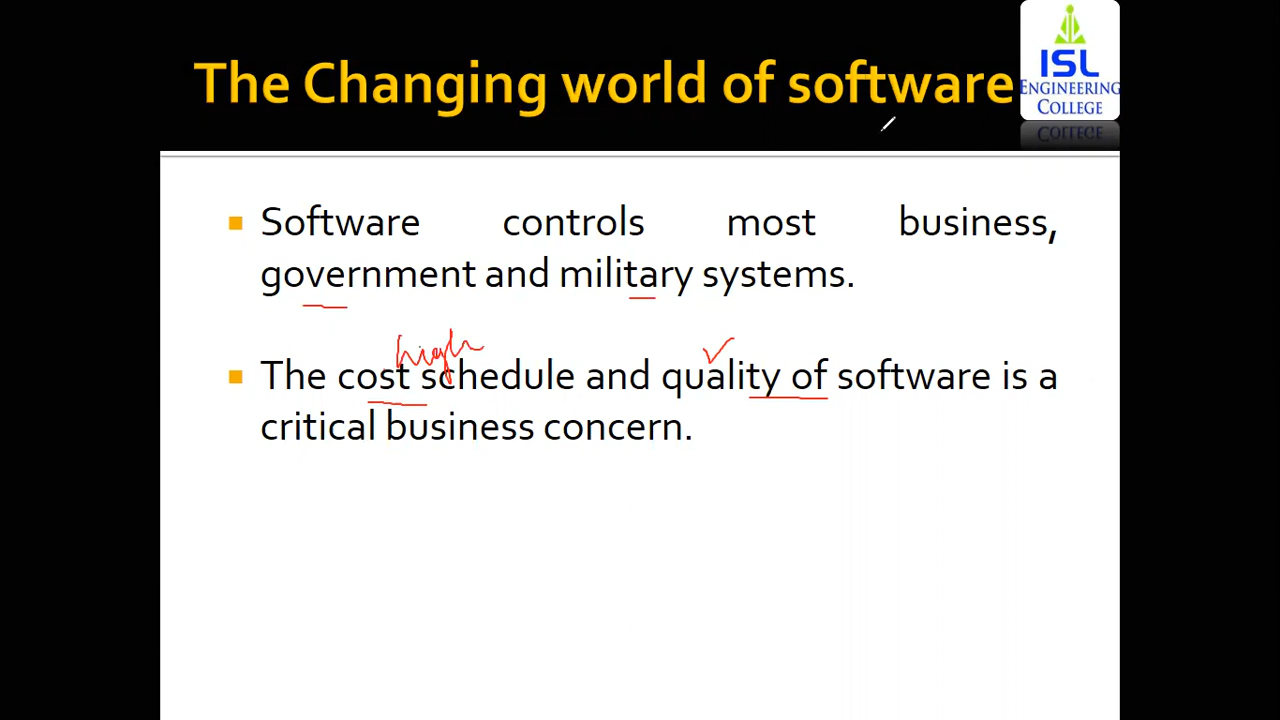 The Changing world of software
ISL
ENGINEERING
COLLEGE
Software controls most business,
government and military systems.
high
The cost schedule and quality of software is a
critical business concern.